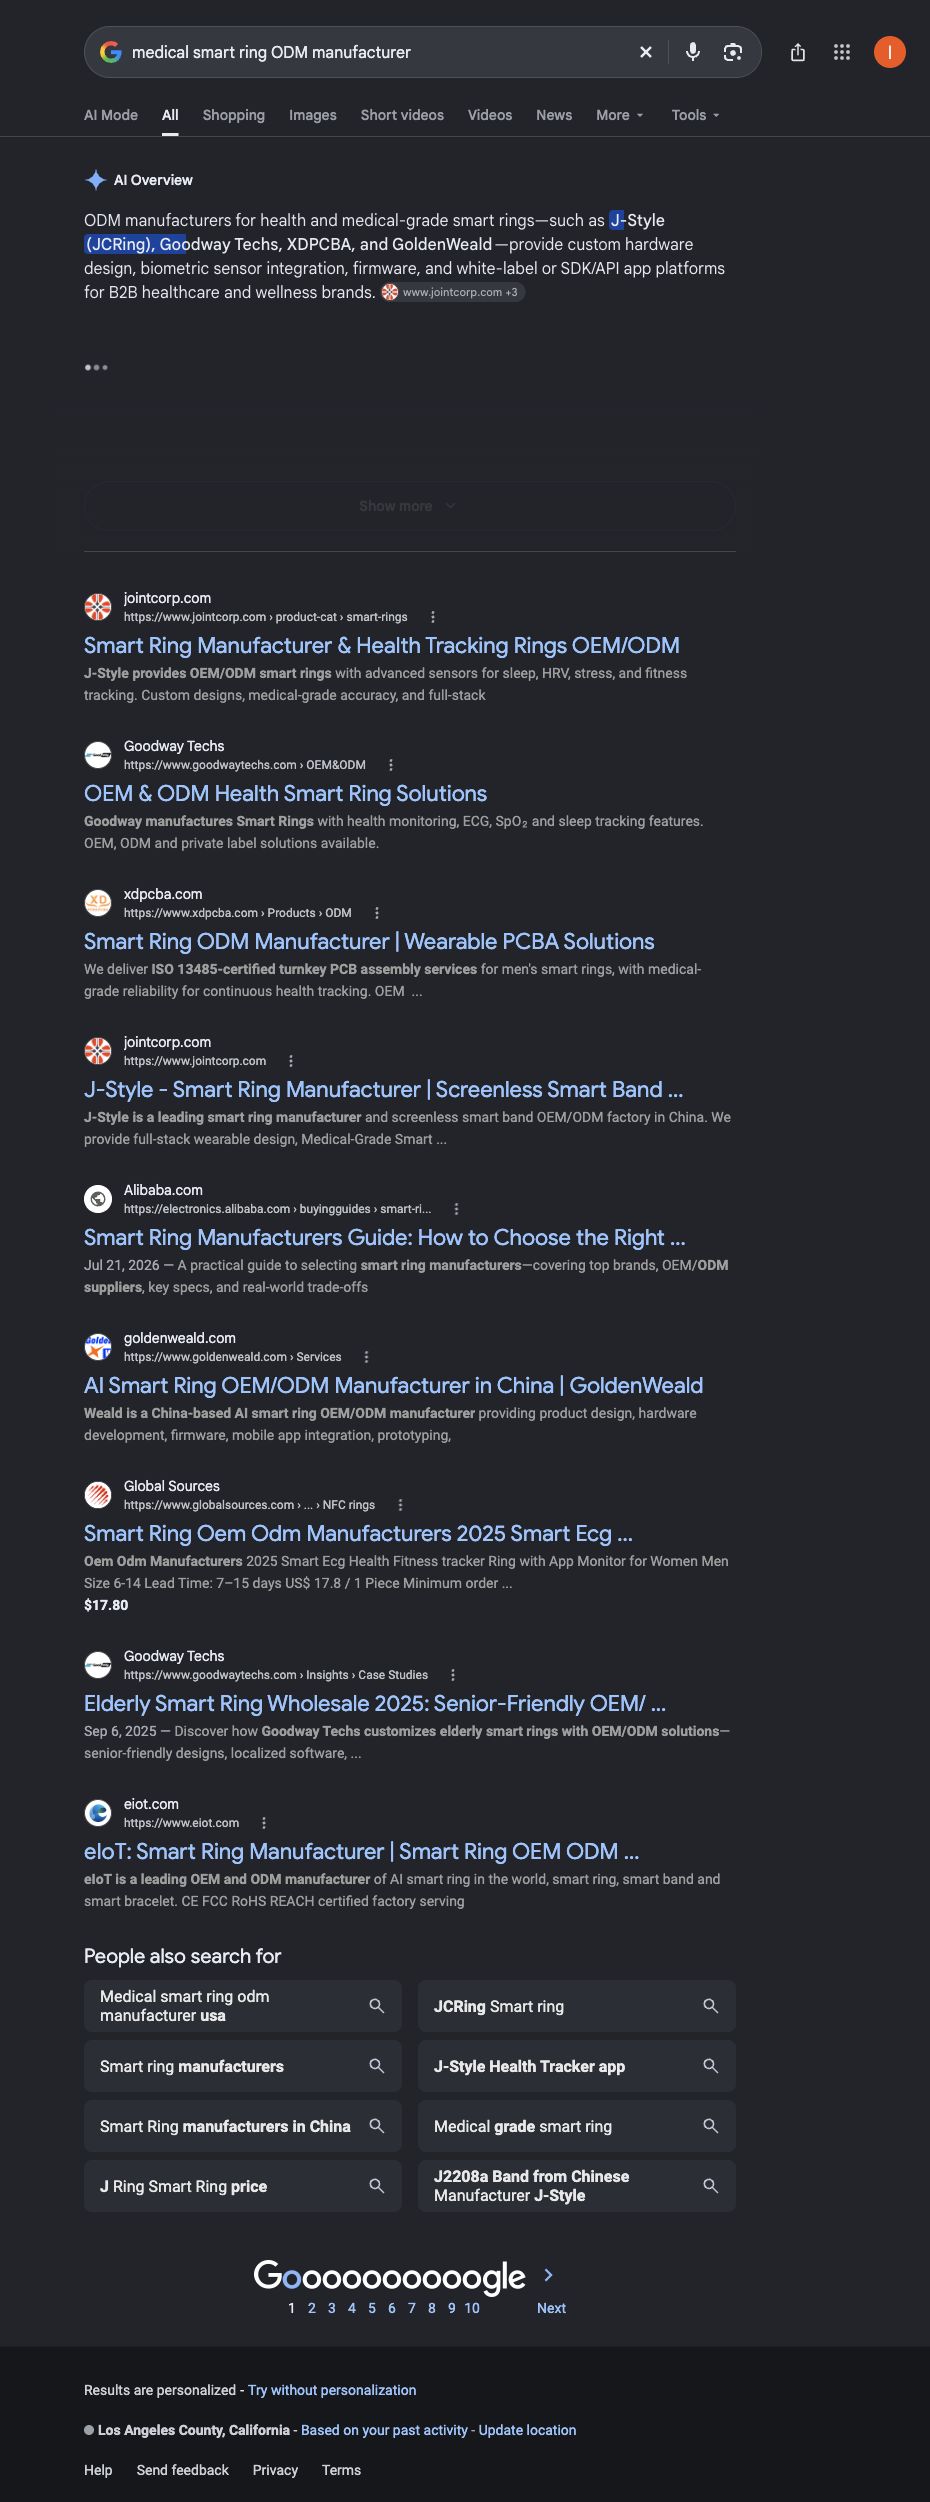 medical smart ring ODM manufacturer
I
AI Mode All Shopping Images Short videos Videos News More Tools
AI Overview
ODM manufacturers for health and medical-grade smart rings—such as J-Style
(JCRing), Goodway Techs, XDPCBA, and GoldenWeald—provide custom hardware
design, biometric sensor integration, firmware, and white-label or SDK/API app platforms
for B2B healthcare and wellness brands. www.jointcorp.com +3
Show more
jointcorp.com
https://www.jointcorp.com › product-cat › smart-rings
Smart Ring Manufacturer & Health Tracking Rings OEM/ODM
J-Style provides OEM/ODM smart rings with advanced sensors for sleep, HRV, stress, and fitness
tracking. Custom designs, medical-grade accuracy, and full-stack
Goodway Techs
https://www.goodwaytechs.com › OEM&ODM
OEM & ODM Health Smart Ring Solutions
Goodway manufactures Smart Rings with health monitoring, ECG, SpO₂ and sleep tracking features.
OEM, ODM and private label solutions available.
XD
xdpcba.com
https://www.xdpcba.com › Products › ODM
Smart Ring ODM Manufacturer | Wearable PCBA Solutions
We deliver ISO 13485-certified turnkey PCB assembly services for men's smart rings, with medical-
grade reliability for continuous health tracking. OEM ...
jointcorp.com
https://www.jointcorp.com
J-Style - Smart Ring Manufacturer | Screenless Smart Band ...
J-Style is a leading smart ring manufacturer and screenless smart band OEM/ODM factory in China. We
provide full-stack wearable design, Medical-Grade Smart ...
Alibaba.com
https://electronics.alibaba.com › buyingguides › smart-ri...
Smart Ring Manufacturers Guide: How to Choose the Right ...
Jul 21, 2026 — A practical guide to selecting smart ring manufacturers—covering top brands, OEM/ODM
suppliers, key specs, and real-world trade-offs
goldenweald.com
https://www.goldenweald.com › Services
AI Smart Ring OEM/ODM Manufacturer in China | GoldenWeald
Weald is a China-based AI smart ring OEM/ODM manufacturer providing product design, hardware
development, firmware, mobile app integration, prototyping,
Global Sources
https://www.globalsources.com › ... › NFC rings
Smart Ring Oem Odm Manufacturers 2025 Smart Ecg ...
Oem Odm Manufacturers 2025 Smart Ecg Health Fitness tracker Ring with App Monitor for Women Men
Size 6-14 Lead Time: 7–15 days US$ 17.8 / 1 Piece Minimum order ...
$17.80
Goodway Techs
https://www.goodwaytechs.com › Insights › Case Studies
Elderly Smart Ring Wholesale 2025: Senior-Friendly OEM/ ...
Sep 6, 2025 — Discover how Goodway Techs customizes elderly smart rings with OEM/ODM solutions—
senior-friendly designs, localized software, ...
eiot.com
https://www.eiot.com
eIoT: Smart Ring Manufacturer | Smart Ring OEM ODM ...
eIoT is a leading OEM and ODM manufacturer of AI smart ring in the world, smart ring, smart band and
smart bracelet. CE FCC RoHS REACH certified factory serving
People also search for
Medical smart ring odm
manufacturer usa
JCRing Smart ring
Smart ring manufacturers
J-Style Health Tracker app
Smart Ring manufacturers in China
Medical grade smart ring
J Ring Smart Ring price
J2208a Band from Chinese
Manufacturer J-Style
Goooooooooogle
1 2 3 4 5 6 7 8 9 10 Next
Results are personalized - Try without personalization
Los Angeles County, California - Based on your past activity - Update location
Help Send feedback Privacy Terms